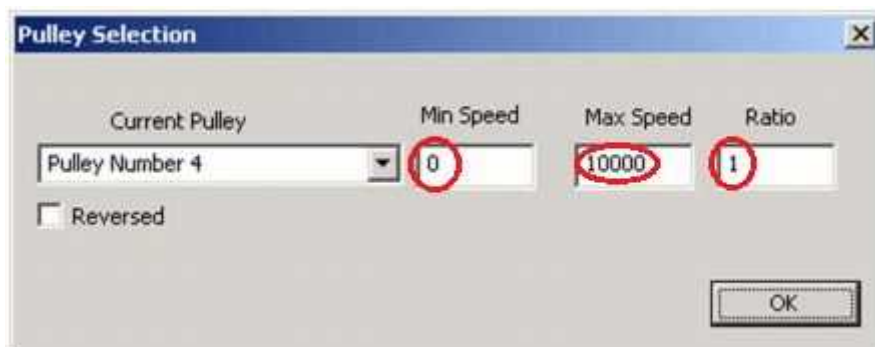 Pulley Selection
Current Pulley Min Speed Max Speed Ratio
Pulley Number 4 0 10000 1
Reversed
OK